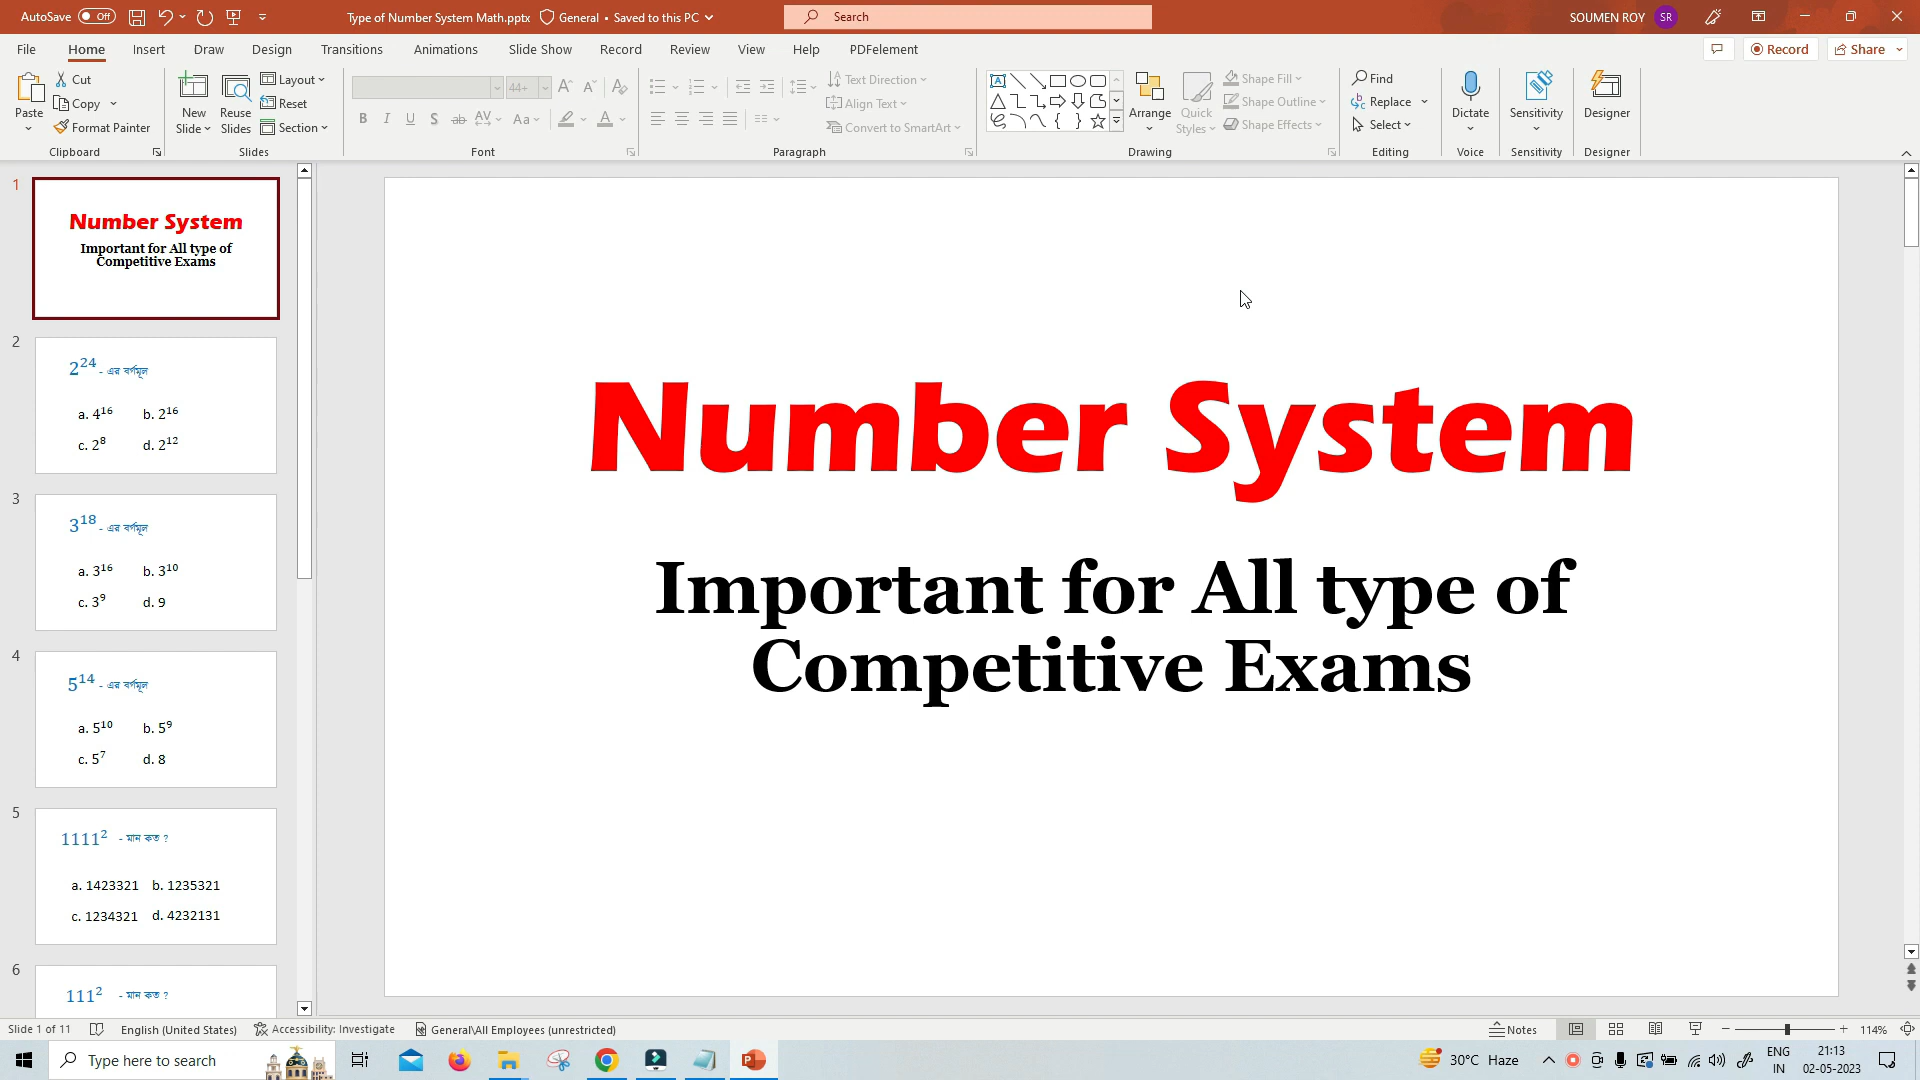 AutoSave Off Type of Number System Math.pptx General • Saved to this PC Search SOUMEN ROY SR
File Home Insert Draw Design Transitions Animations Slide Show Record Review View Help PDFelement Record Share
Paste Cut Copy Format Painter Clipboard
New Slide Reuse Slides Layout Reset Section Slides
44+ B I U S ab AV Aa A Font
Text Direction Align Text Convert to SmartArt Paragraph
Arrange Quick Styles Shape Fill Shape Outline Shape Effects Drawing
Find Replace Select Editing
Dictate Voice
Sensitivity Sensitivity
Designer Designer
1
Number System
Important for All type of
Competitive Exams
2
2²⁴ - এর বর্গমূল
a. 4¹⁶ b. 2¹⁶
c. 2⁸ d. 2¹²
3
3¹⁸ - এর বর্গমূল
a. 3¹⁶ b. 3¹⁰
c. 3⁹ d. 9
4
5¹⁴ - এর বর্গমূল
a. 5¹⁰ b. 5⁹
c. 5⁷ d. 8
5
1111² - মান কত ?
a. 1423321 b. 1235321
c. 1234321 d. 4232131
6
111² - মান কত ?
Number System
Important for All type of
Competitive Exams
Slide 1 of 11 English (United States) Accessibility: Investigate General\All Employees (unrestricted) Notes 114%
Type here to search 30°C Haze ENG IN 21:13 02-05-2023